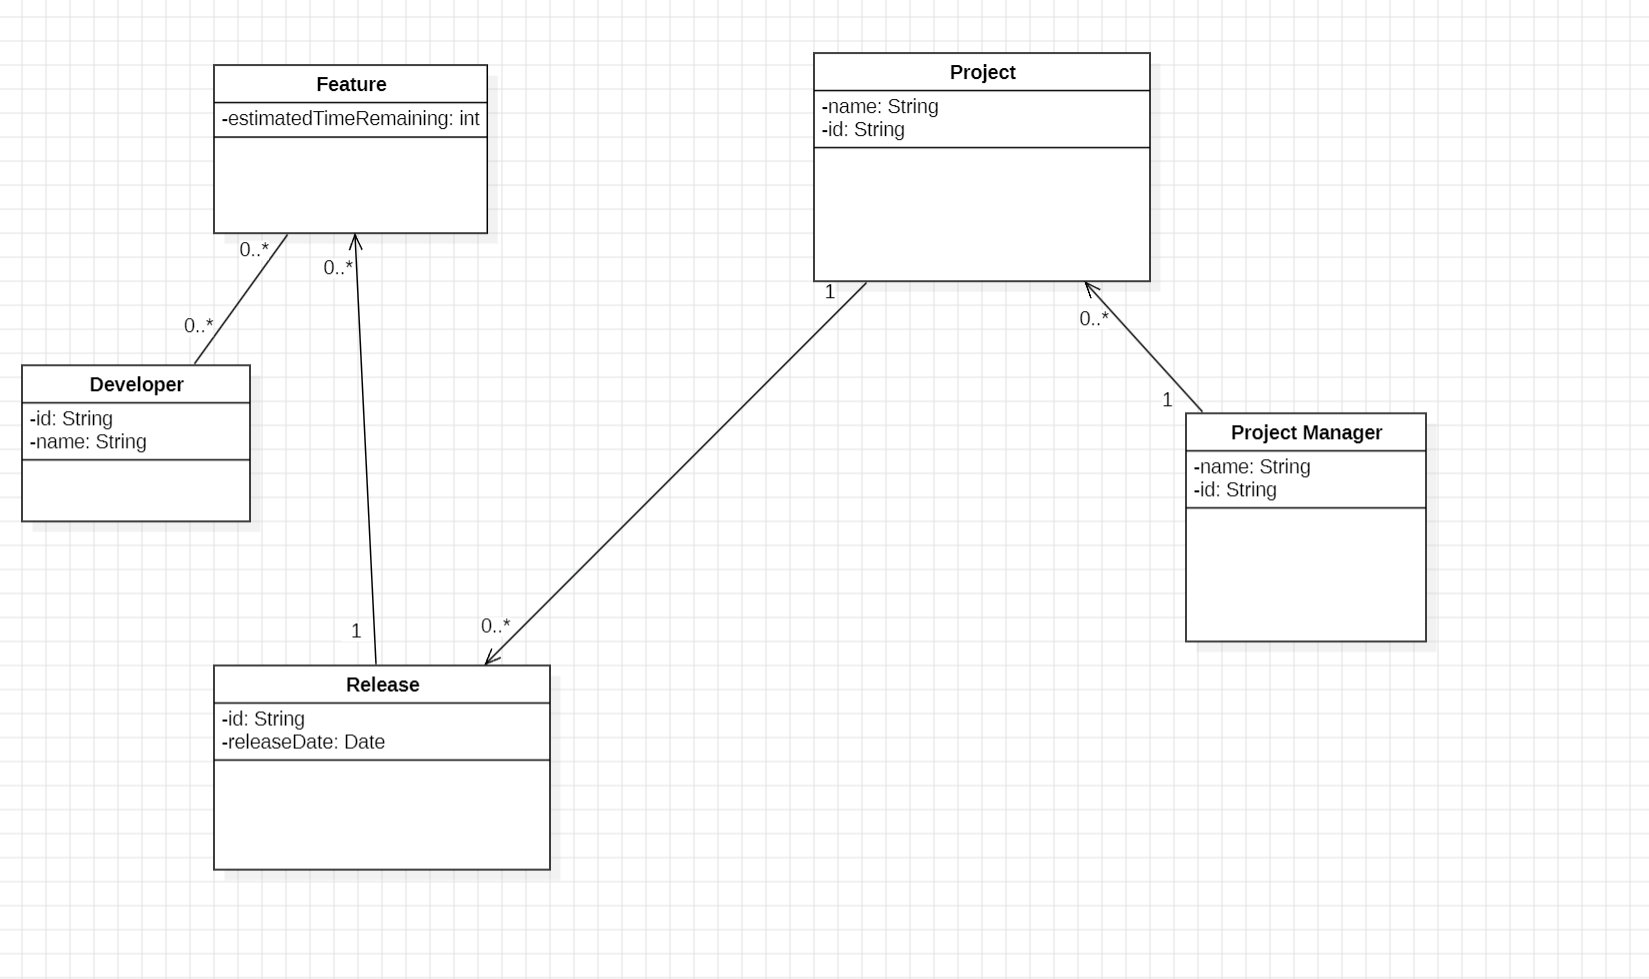 Feature
-estimatedTimeRemaining: int
Project
-name: String
-id: String
0..*
0..*
1
0..*
0..*
Developer
-id: String
-name: String
1
Project Manager
-name: String
-id: String
1
0..*
Release
-id: String
-releaseDate: Date